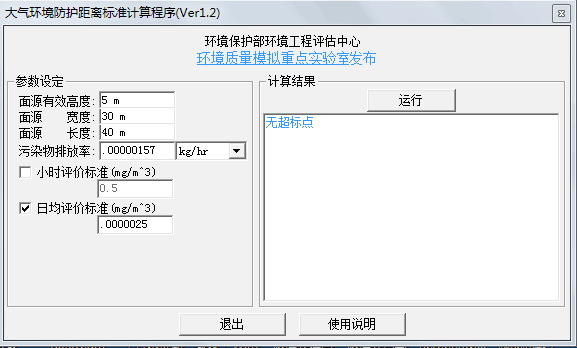 大气环境防护距离标准计算程序(Ver1.2)
环境保护部环境工程评估中心
环境质量模拟重点实验室发布
参数设定
面源有效高度: 5 m
面源 宽度: 30 m
面源 长度: 40 m
污染物排放率: .00000157 kg/hr
小时评价标准(mg/m^3)
0.5
日均评价标准(mg/m^3)
.0000025
计算结果
运行
无超标点
退出 使用说明